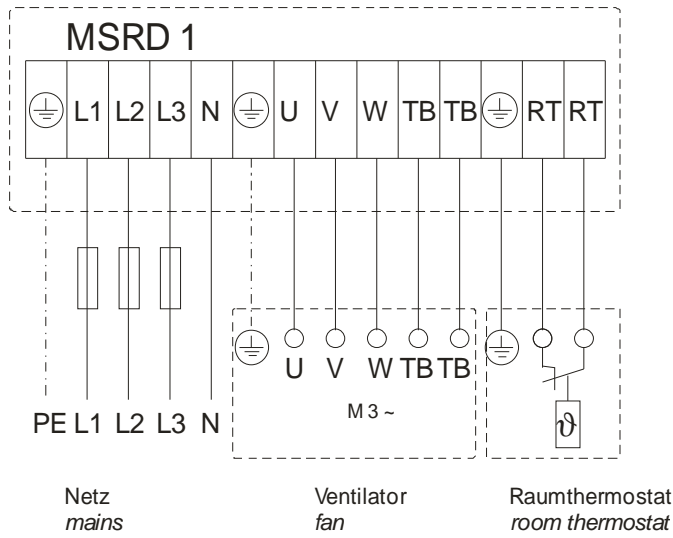 MSRD 1
L1 L2 L3 N U V W TB TB RT RT
U V W TB TB
M 3 ~
ϑ
PE L1 L2 L3 N
Netz Ventilator Raumthermostat
mains fan room thermostat